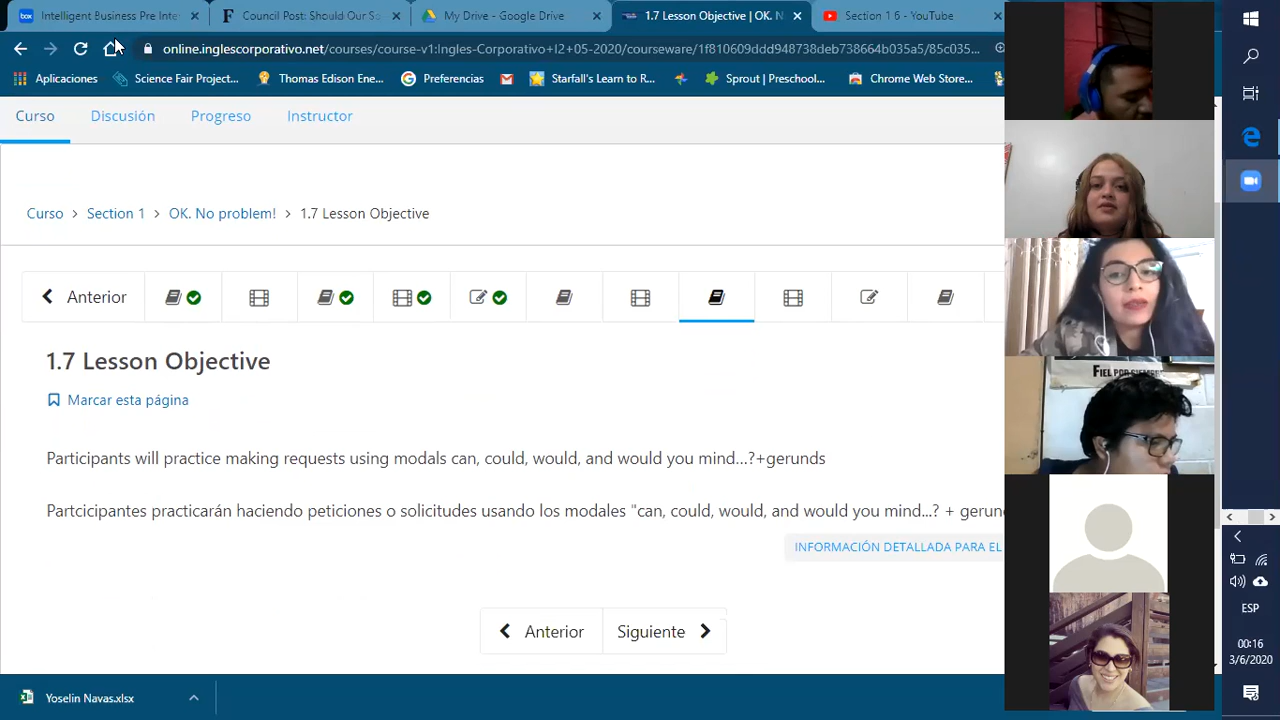 Intelligent Business Pre Inter
Council Post: Should Our So
My Drive - Google Drive
1.7 Lesson Objective | OK. N
Section 1 6 - YouTube
online.inglescorporativo.net/courses/course-v1:Ingles-Corporativo+I2+05-2020/courseware/1f810609ddd948738deb738664b035a5/85c035...
Aplicaciones
Science Fair Project...
Thomas Edison Ene...
Preferencias
Starfall's Learn to R...
Sprout | Preschool...
Chrome Web Store...
Curso
Discusión
Progreso
Instructor
Curso > Section 1 > OK. No problem! > 1.7 Lesson Objective
Anterior
1.7 Lesson Objective
Marcar esta página
Participants will practice making requests using modals can, could, would, and would you mind...?+gerunds
Partcicipantes practicarán haciendo peticiones o solicitudes usando los modales "can, could, would, and would you mind...? + gerund
INFORMACIÓN DETALLADA PARA EL
Anterior
Siguiente
Yoselin Navas.xlsx
FIEL POR SIEMPRE
ESP
00:16
3/6/2020